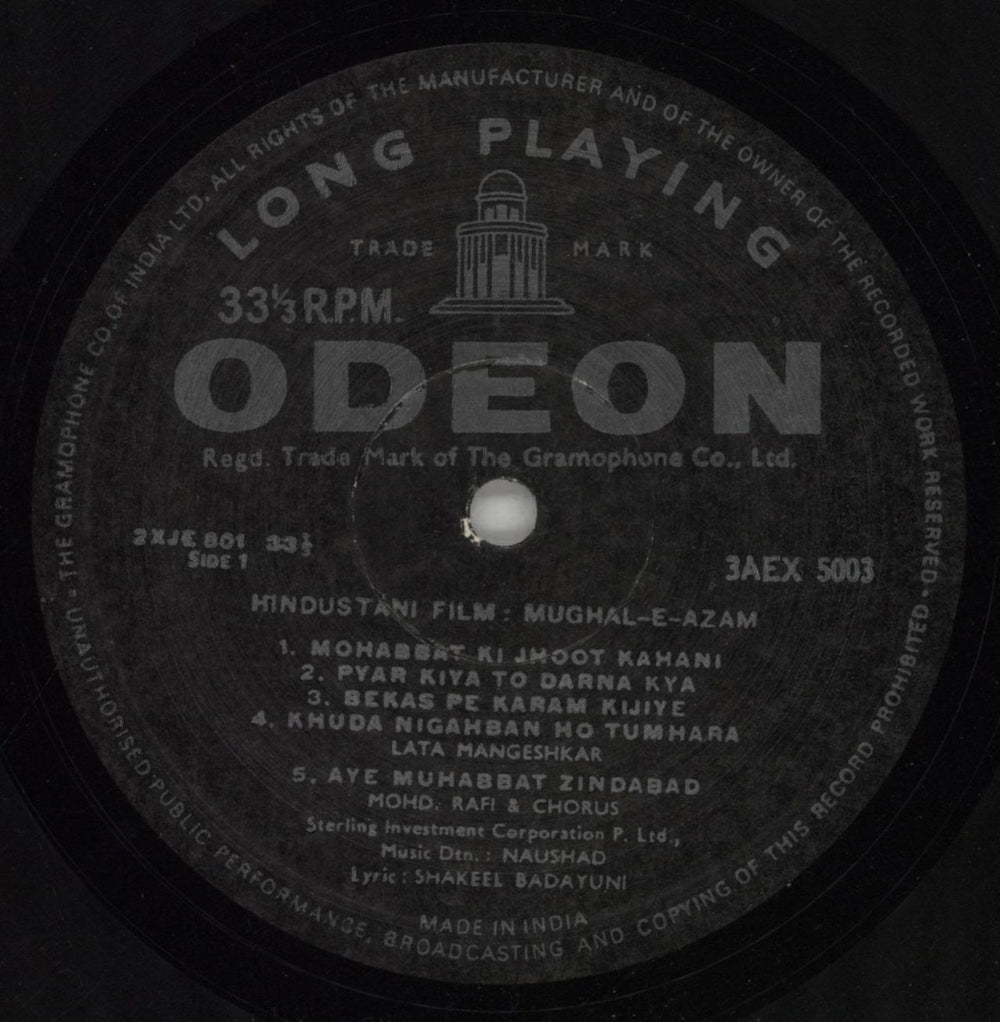 THE GRAMOPHONE CO. OF INDIA LTD. ALL RIGHTS OF THE MANUFACTURER AND OF THE OWNER OF THE RECORDED WORK RESERVED • UNAUTHORISED PUBLIC PERFORMANCE, BROADCASTING AND COPYING OF THIS RECORD PROHIBITED •
LONG PLAYING
TRADE MARK
33⅓ R.P.M.
ODEON
Regd. Trade Mark of The Gramophone Co., Ltd.
2XJE 801 33⅓
SIDE 1
3AEX 5003
HINDUSTANI FILM : MUGHAL-E-AZAM
1. MOHABBAT KI JHOOT KAHANI
2. PYAR KIYA TO DARNA KYA
3. BEKAS PE KARAM KIJIYE
4. KHUDA NIGAHBAN HO TUMHARA
LATA MANGESHKAR
5. AYE MUHABBAT ZINDABAD
MOHD. RAFI & CHORUS
Sterling Investment Corporation P. Ltd.,
Music Dtn. : NAUSHAD
Lyric : SHAKEEL BADAYUNI
MADE IN INDIA